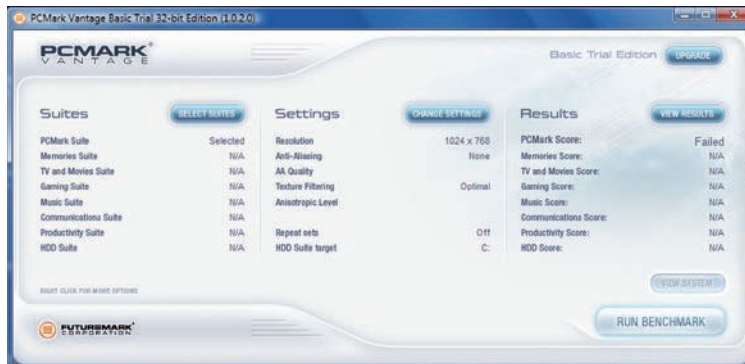 PCMark Vantage Basic Trial 32-bit Edition (1.0.2.0)
PCMARK®
VANTAGE
Basic Trial Edition UPGRADE
Suites SELECT SUITES
PCMark Suite Selected
Memories Suite N/A
TV and Movies Suite N/A
Gaming Suite N/A
Music Suite N/A
Communications Suite N/A
Productivity Suite N/A
HDD Suite N/A
RIGHT CLICK FOR MORE OPTIONS
Settings CHANGE SETTINGS
Resolution 1024 x 768
Anti-Aliasing None
AA Quality
Texture Filtering Optimal
Anisotropic Level
Repeat sets Off
HDD Suite target C:
Results VIEW RESULTS
PCMark Score: Failed
Memories Score: N/A
TV and Movies Score: N/A
Gaming Score: N/A
Music Score: N/A
Communications Score: N/A
Productivity Score: N/A
HDD Score: N/A
VIEW SYSTEM
FUTUREMARK®
CORPORATION
RUN BENCHMARK